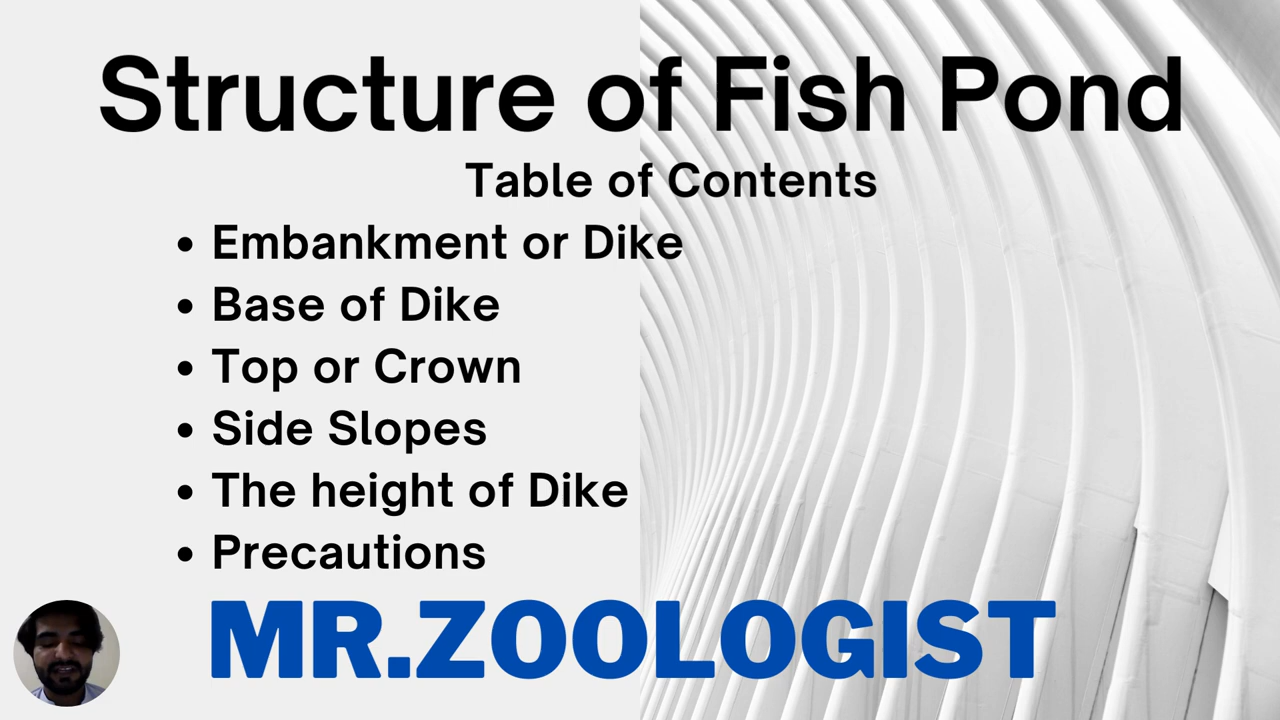 Structure of Fish Pond
Table of Contents
• Embankment or Dike
• Base of Dike
• Top or Crown
• Side Slopes
• The height of Dike
• Precautions
MR.ZOOLOGIST